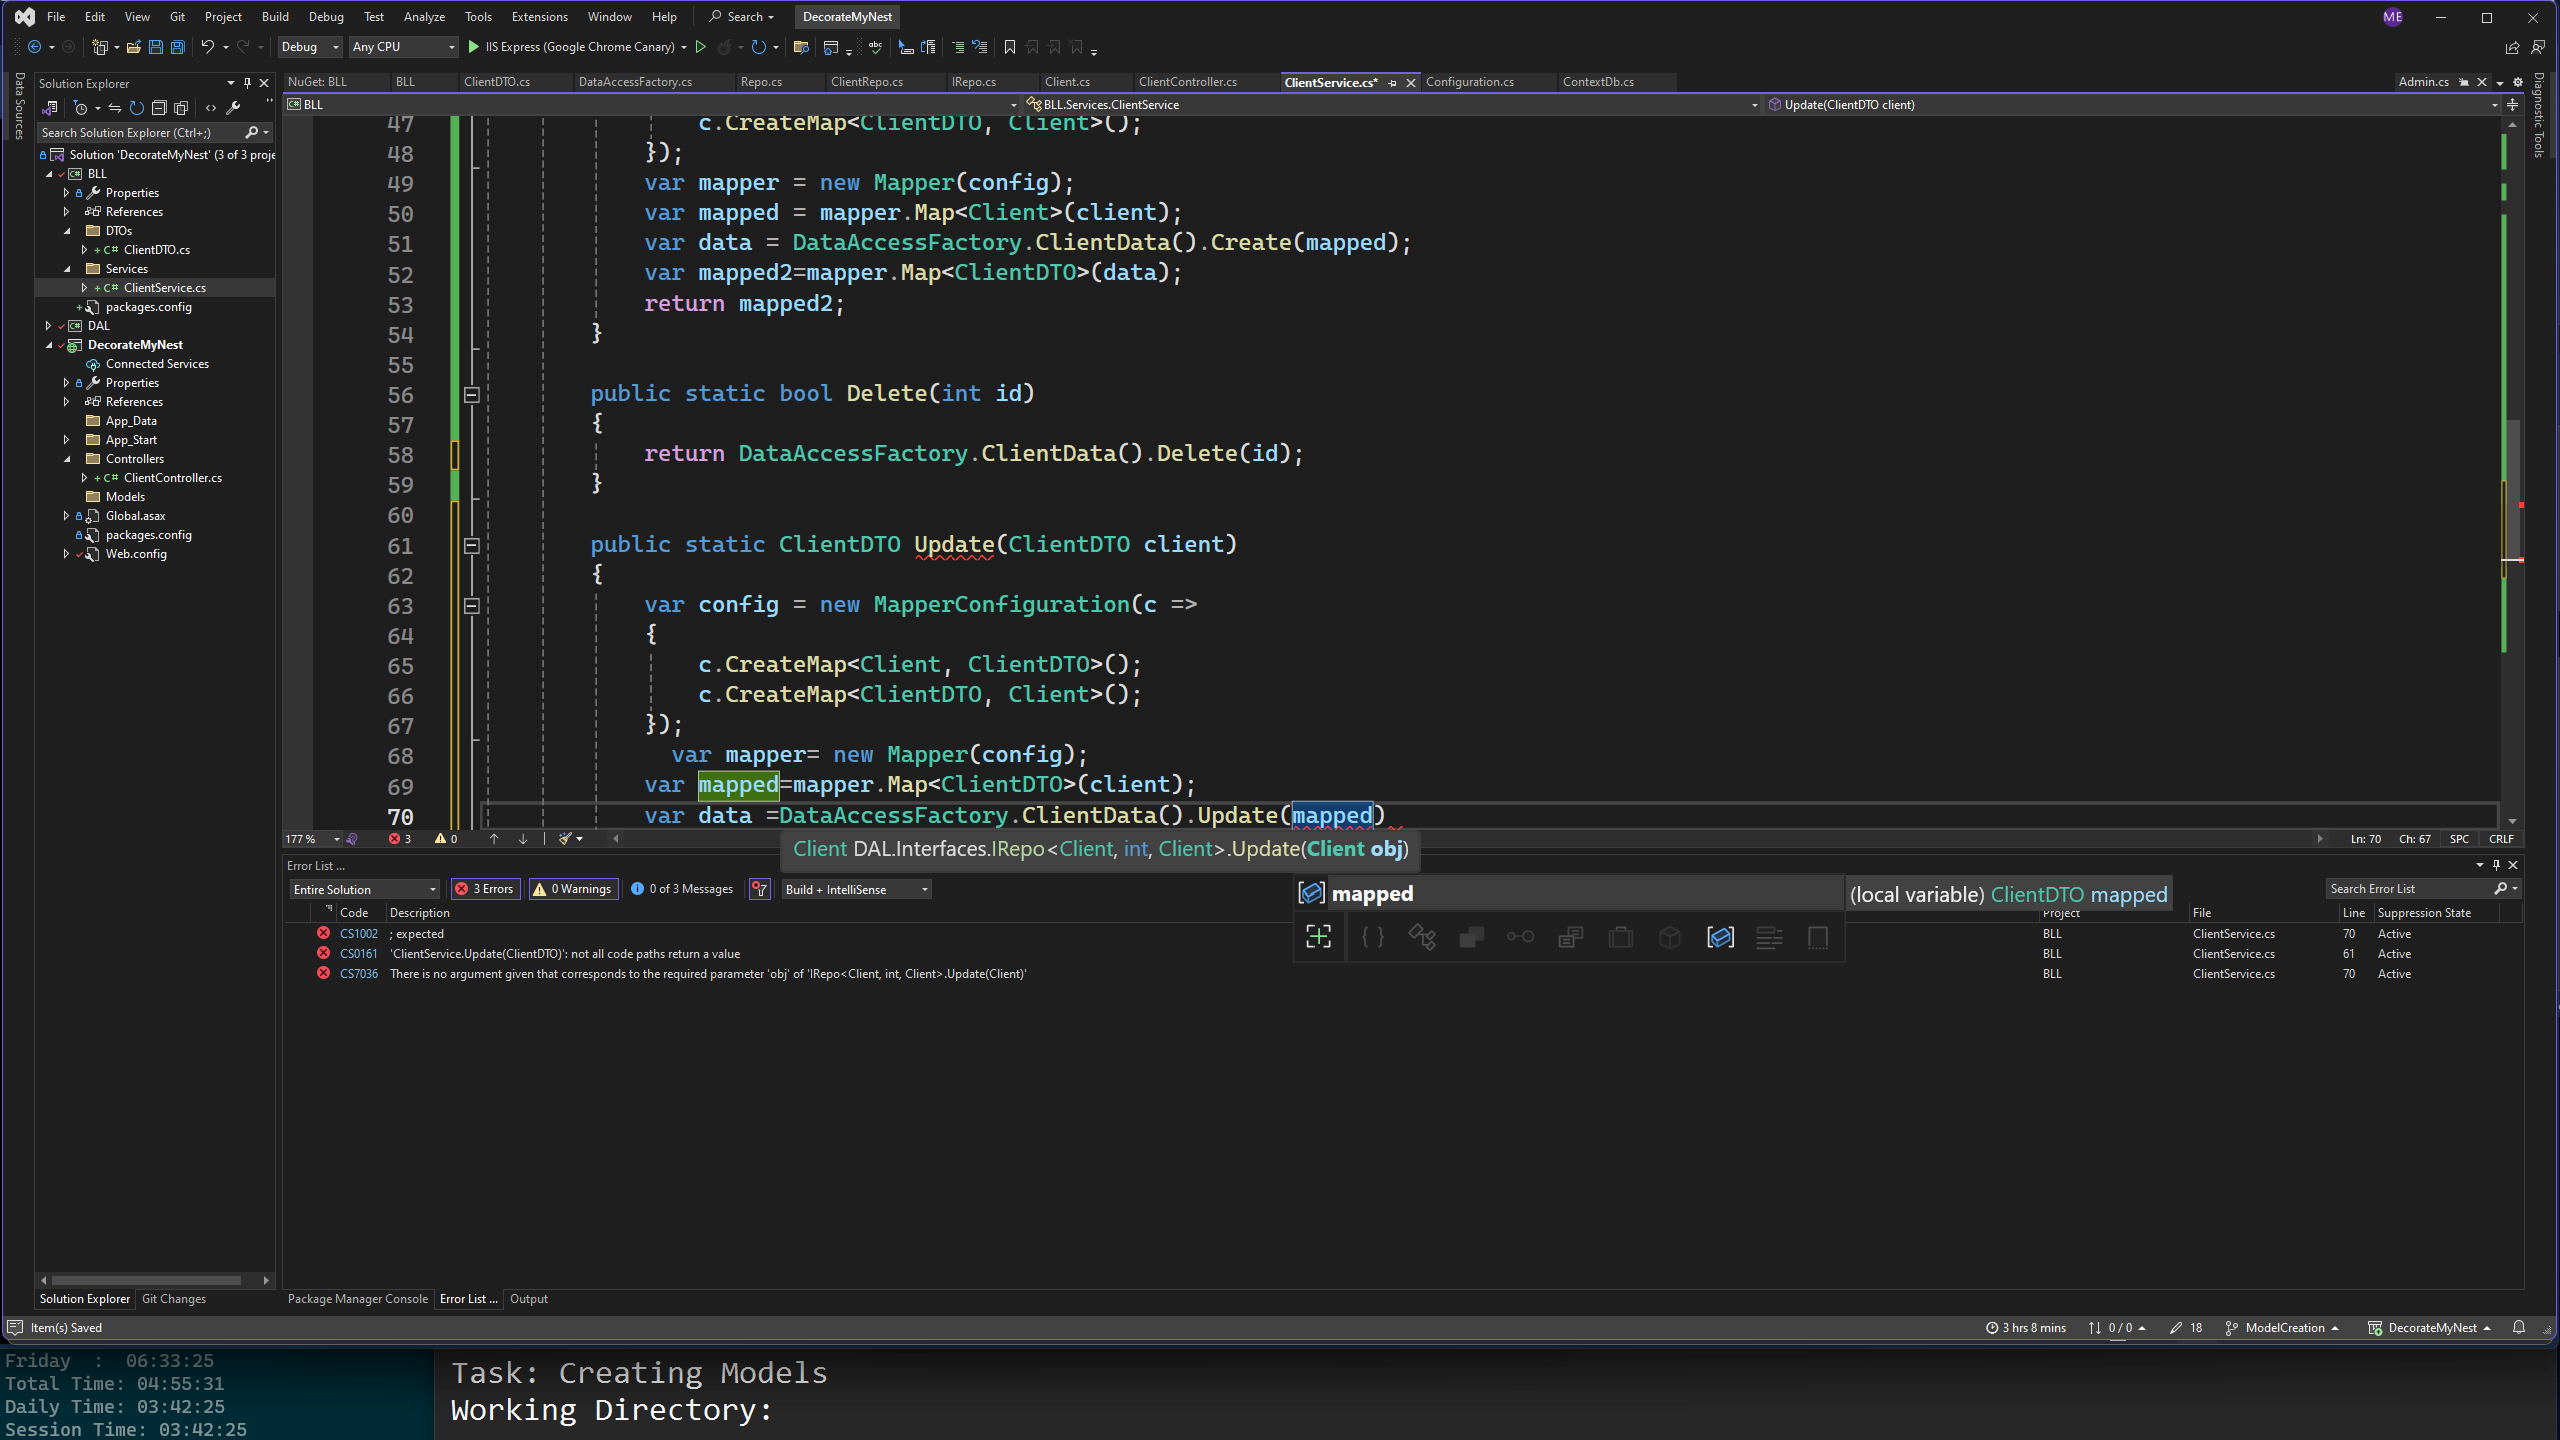 File Edit View Git Project Build Debug Test Analyze Tools Extensions Window Help Search DecorateMyNest ME
Debug Any CPU IIS Express (Google Chrome Canary)
Data Sources
Solution Explorer
Search Solution Explorer (Ctrl+;)
Solution 'DecorateMyNest' (3 of 3 proje
BLL
Properties
References
DTOs
+ C# ClientDTO.cs
Services
+ C# ClientService.cs
+ packages.config
DAL
DecorateMyNest
Connected Services
Properties
References
App_Data
App_Start
Controllers
+ C# ClientController.cs
Models
Global.asax
packages.config
Web.config
Solution Explorer Git Changes
NuGet: BLL BLL ClientDTO.cs DataAccessFactory.cs Repo.cs ClientRepo.cs IRepo.cs Client.cs ClientController.cs ClientService.cs* Configuration.cs ContextDb.cs Admin.cs
BLL BLL.Services.ClientService Update(ClientDTO client)
Diagnostic Tools
47 c.CreateMap<ClientDTO, Client>();
48 });
49 var mapper = new Mapper(config);
50 var mapped = mapper.Map<Client>(client);
51 var data = DataAccessFactory.ClientData().Create(mapped);
52 var mapped2=mapper.Map<ClientDTO>(data);
53 return mapped2;
54 }
55
56 public static bool Delete(int id)
57 {
58 return DataAccessFactory.ClientData().Delete(id);
59 }
60
61 public static ClientDTO Update(ClientDTO client)
62 {
63 var config = new MapperConfiguration(c =>
64 {
65 c.CreateMap<Client, ClientDTO>();
66 c.CreateMap<ClientDTO, Client>();
67 });
68 var mapper= new Mapper(config);
69 var mapped=mapper.Map<ClientDTO>(client);
70 var data =DataAccessFactory.ClientData().Update(mapped)
177 % 3 0 Ln: 70 Ch: 67 SPC CRLF
Client DAL.Interfaces.IRepo<Client, int, Client>.Update(Client obj)
mapped
(local variable) ClientDTO mapped
Error List ...
Entire Solution 3 Errors 0 Warnings 0 of 3 Messages Build + IntelliSense Search Error List
Code Description Project File Line Suppression State
CS1002 ; expected BLL ClientService.cs 70 Active
CS0161 'ClientService.Update(ClientDTO)': not all code paths return a value BLL ClientService.cs 61 Active
CS7036 There is no argument given that corresponds to the required parameter 'obj' of 'IRepo<Client, int, Client>.Update(Client)' BLL ClientService.cs 70 Active
Package Manager Console Error List ... Output
Item(s) Saved 3 hrs 8 mins 0 / 0 18 ModelCreation DecorateMyNest
Friday : 06:33:25
Total Time: 04:55:31
Daily Time: 03:42:25
Session Time: 03:42:25
Task: Creating Models
Working Directory: